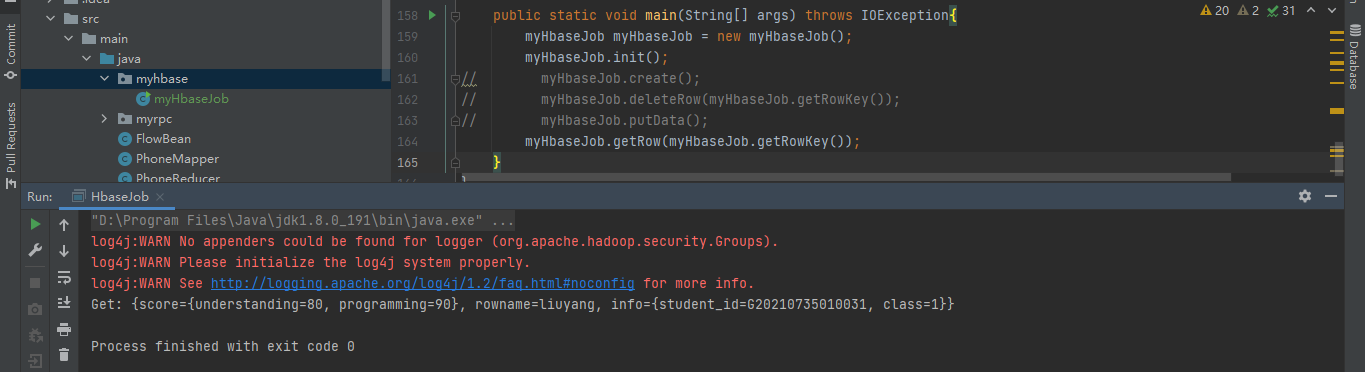 .idea
src
main
java
myhbase
myHbaseJob
myrpc
FlowBean
PhoneMapper
PhoneReducer
Commit
Pull Requests
158 public static void main(String[] args) throws IOException{
159 myHbaseJob myHbaseJob = new myHbaseJob();
160 myHbaseJob.init();
161 // myHbaseJob.create();
162 // myHbaseJob.deleteRow(myHbaseJob.getRowKey());
163 // myHbaseJob.putData();
164 myHbaseJob.getRow(myHbaseJob.getRowKey());
165 }
20 2 31
Database
Run: HbaseJob
"D:\Program Files\Java\jdk1.8.0_191\bin\java.exe" ...
log4j:WARN No appenders could be found for logger (org.apache.hadoop.security.Groups).
log4j:WARN Please initialize the log4j system properly.
log4j:WARN See http://logging.apache.org/log4j/1.2/faq.html#noconfig for more info.
Get: {score={understanding=80, programming=90}, rowname=liuyang, info={student_id=G20210735010031, class=1}}
Process finished with exit code 0